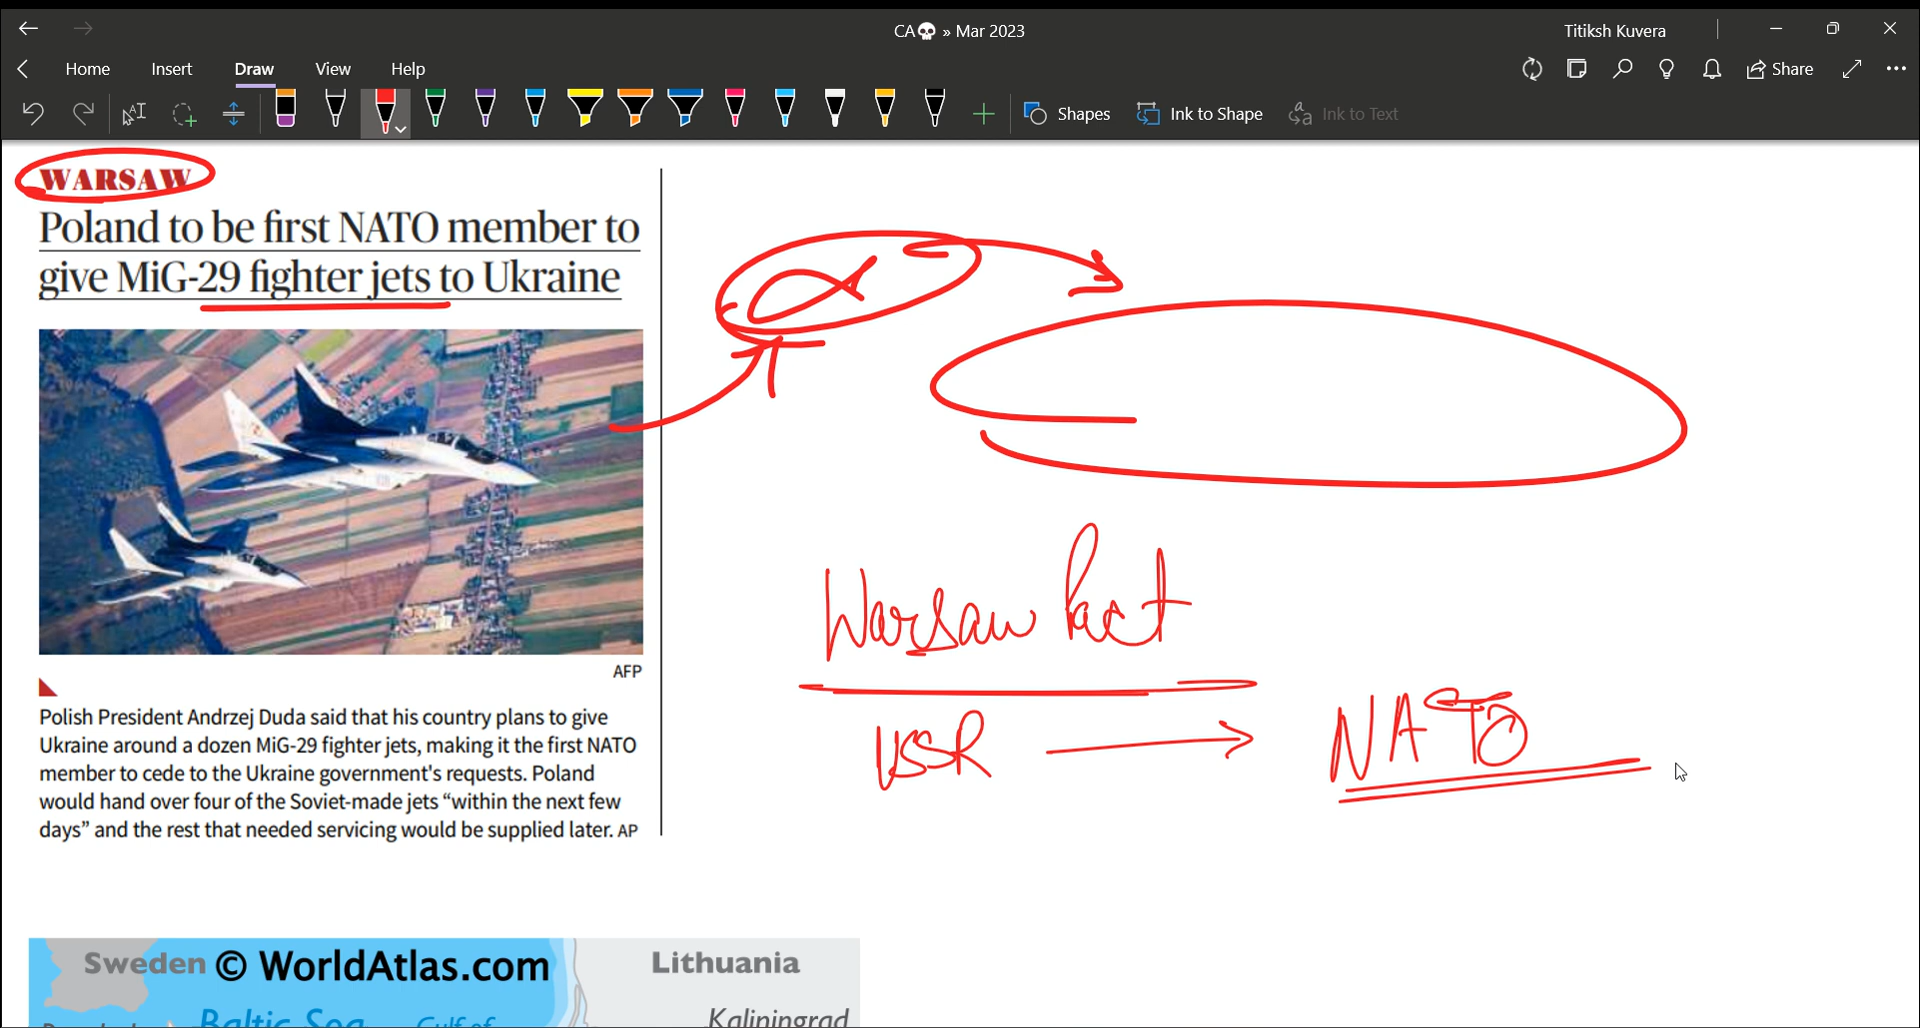 CA💀 » Mar 2023
Titiksh Kuvera
Home Insert Draw View Help
Share
Shapes
Ink to Shape
Ink to Text
WARSAW
Poland to be first NATO member to
give MiG-29 fighter jets to Ukraine
AFP
Polish President Andrzej Duda said that his country plans to give
Ukraine around a dozen MiG-29 fighter jets, making it the first NATO
member to cede to the Ukraine government's requests. Poland
would hand over four of the Soviet-made jets “within the next few
days” and the rest that needed servicing would be supplied later. AP
Warsaw Pact
USSR
NATO
Sweden © WorldAtlas.com
Lithuania
Baltic Sea
Gulf of
Kaliningrad